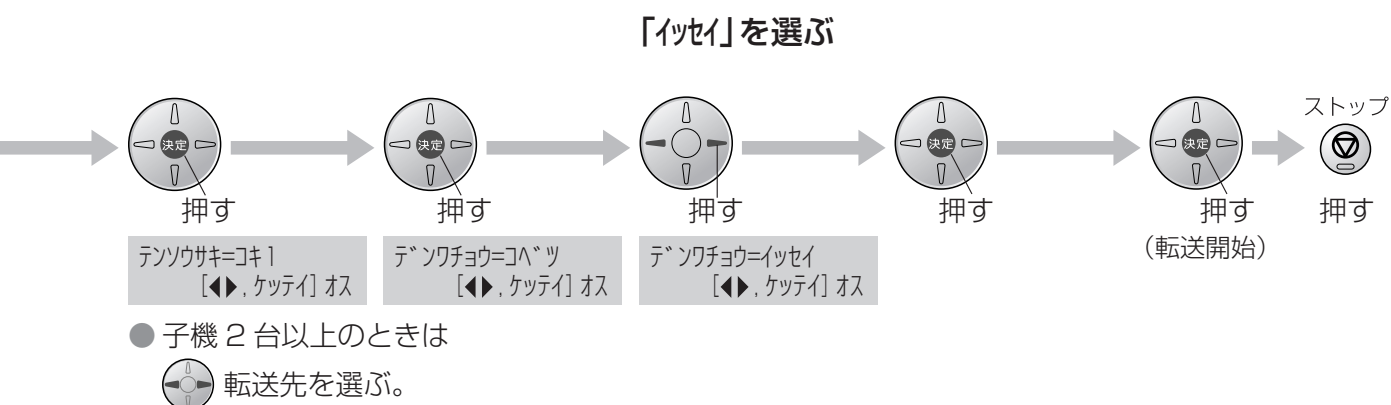 「ｲｯｾｲ」を選ぶ
ストップ
決定 決定 決定 決定
押す 押す 押す 押す 押す 押す
（転送開始）
ﾃﾝｿｳｻｷ=ｺｷ1
[◀▶, ｹｯﾃｲ] ｵｽ
ﾃﾞﾝﾜﾁｮｳ=ｺﾍﾞﾂ
[◀▶, ｹｯﾃｲ] ｵｽ
ﾃﾞﾝﾜﾁｮｳ=ｲｯｾｲ
[◀▶, ｹｯﾃｲ] ｵｽ
● 子機 2 台以上のときは
転送先を選ぶ。